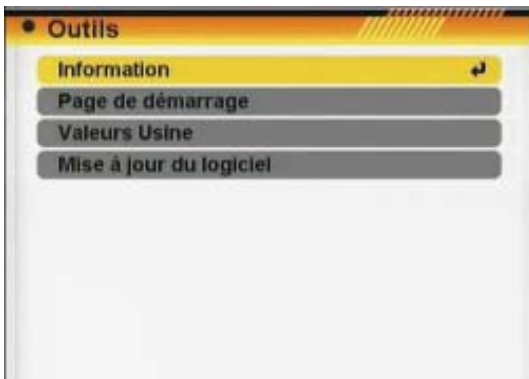 Outils
Information
Page de démarrage
Valeurs Usine
Mise à jour du logiciel